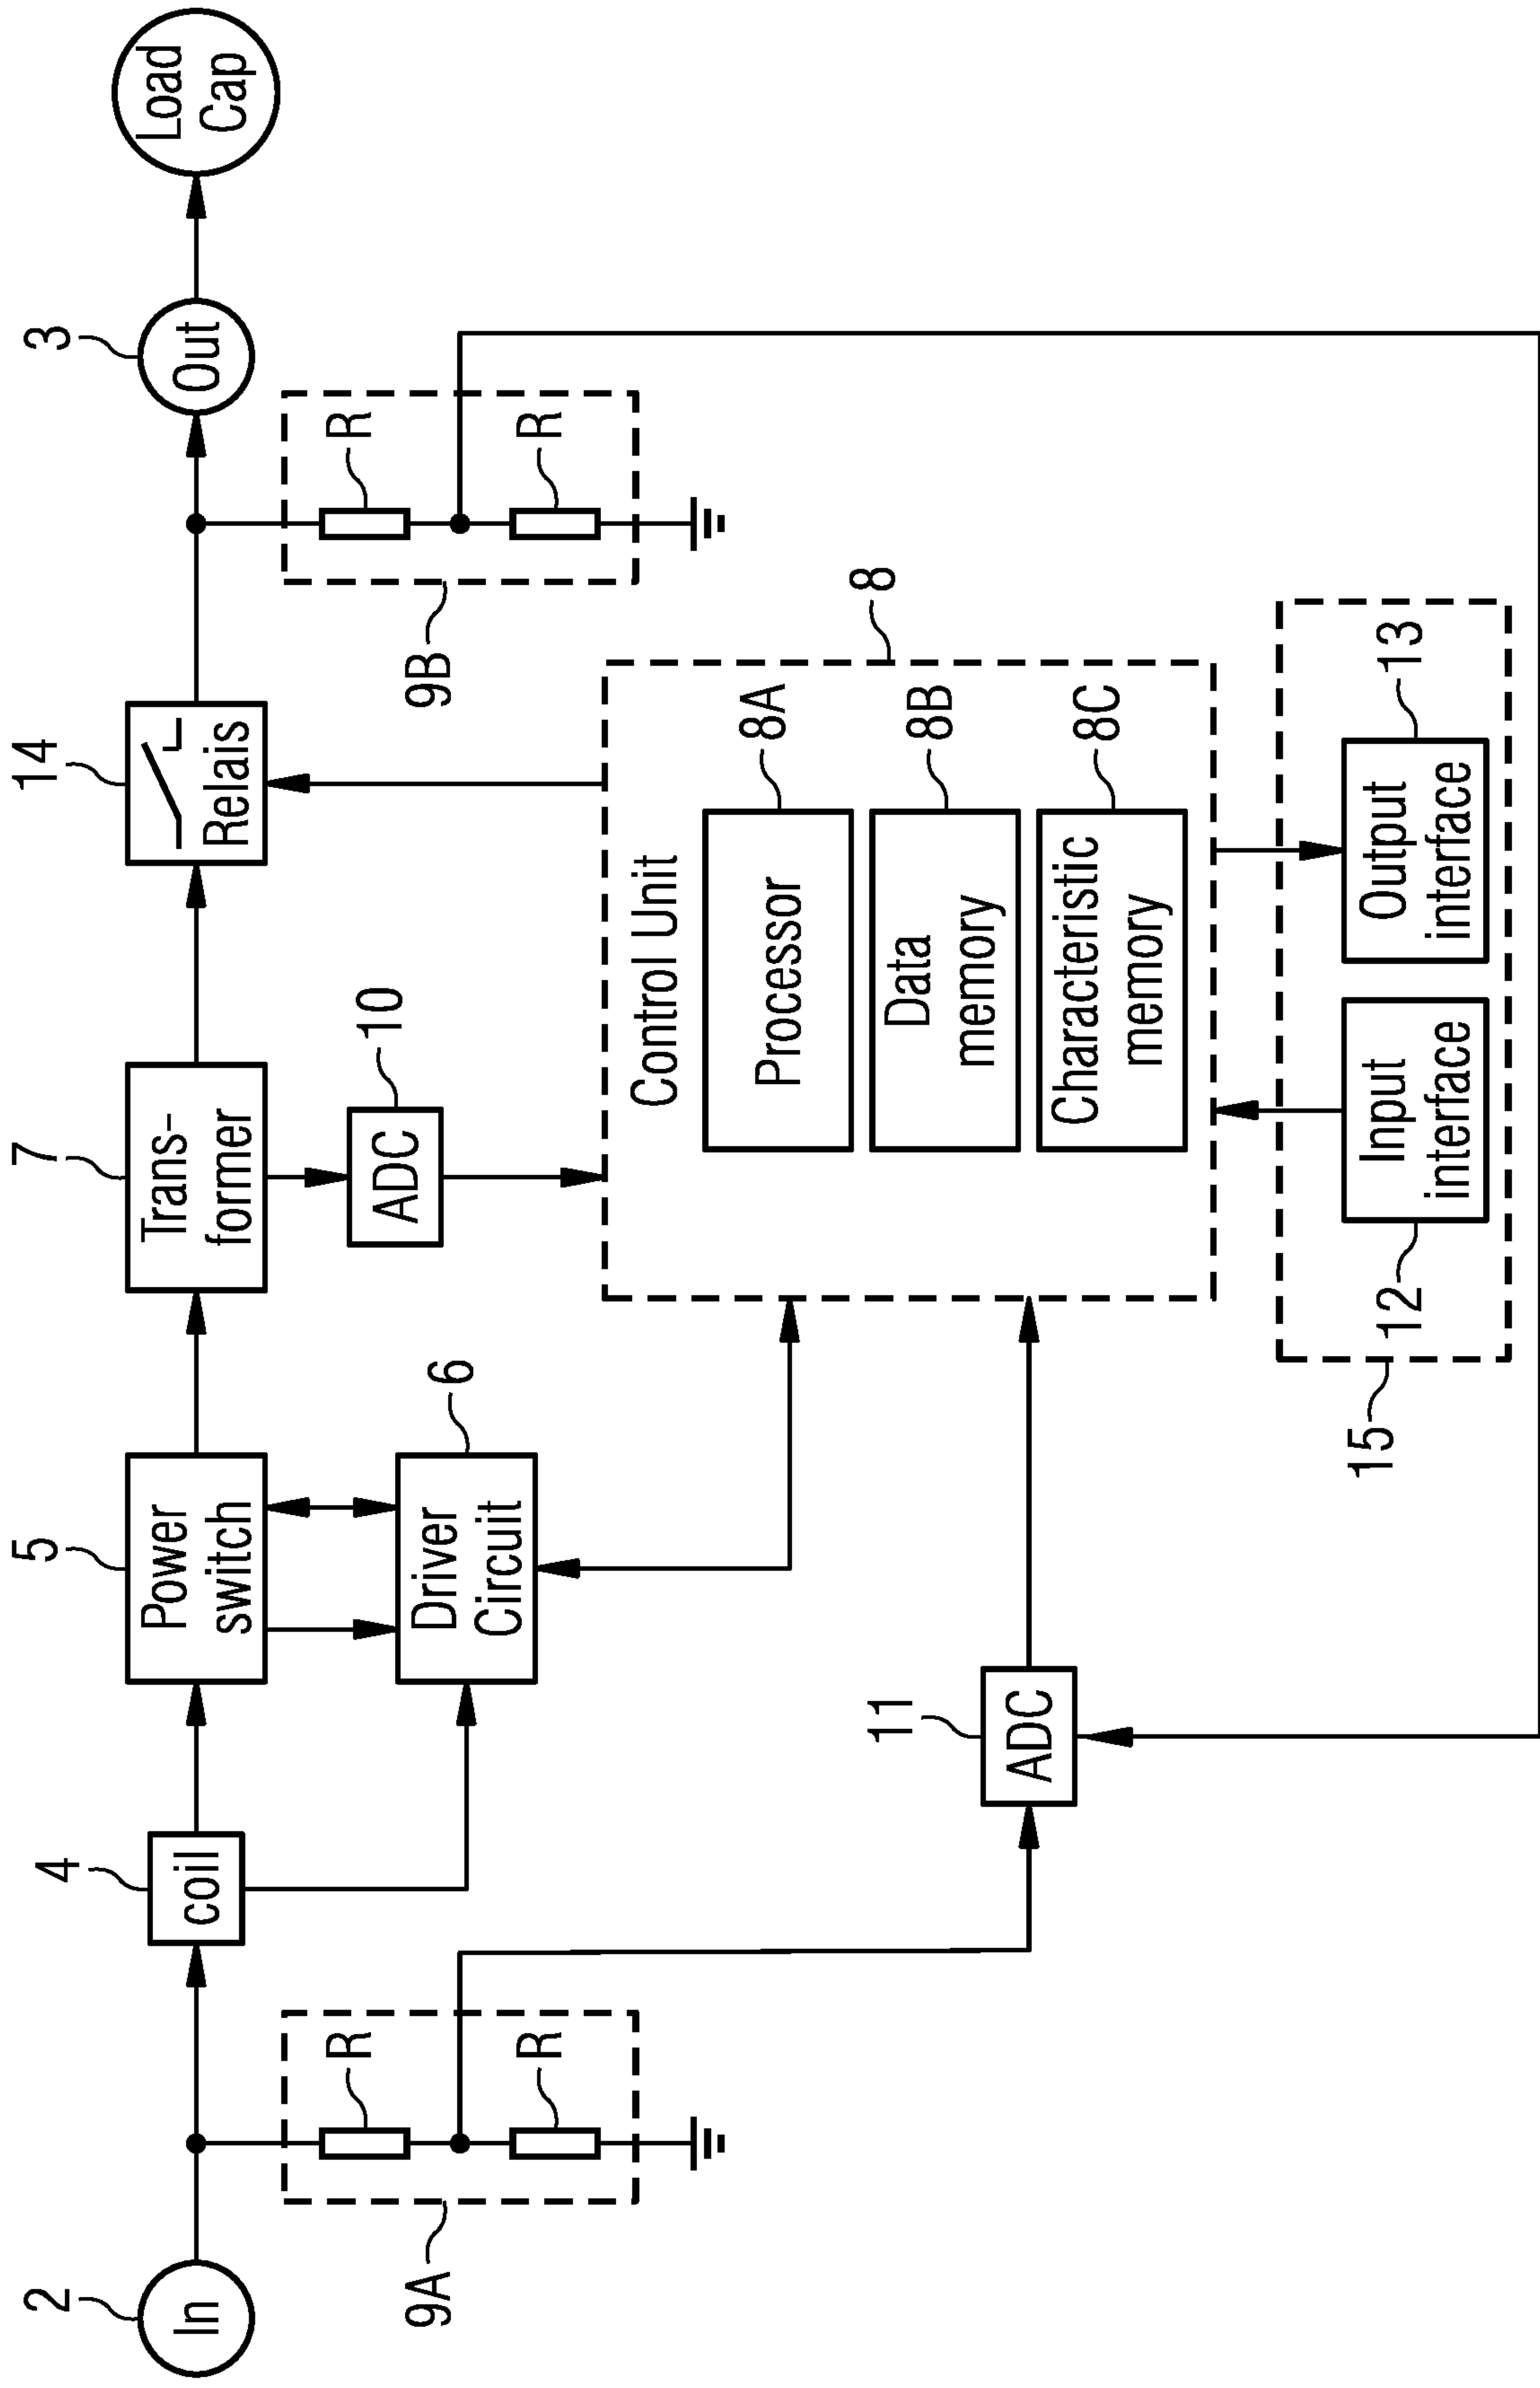 2
In
9A
R
R
4
coil
5
Power
switch
6
Driver
Circuit
7
Trans-
former
10
ADC
14
Relais
9B
R
R
3
Out
Load
Cap
11
ADC
8
Control Unit
8A
Processor
8B
Data
memory
8C
Characteristic
memory
15
12
Input
interface
13
Output
interface